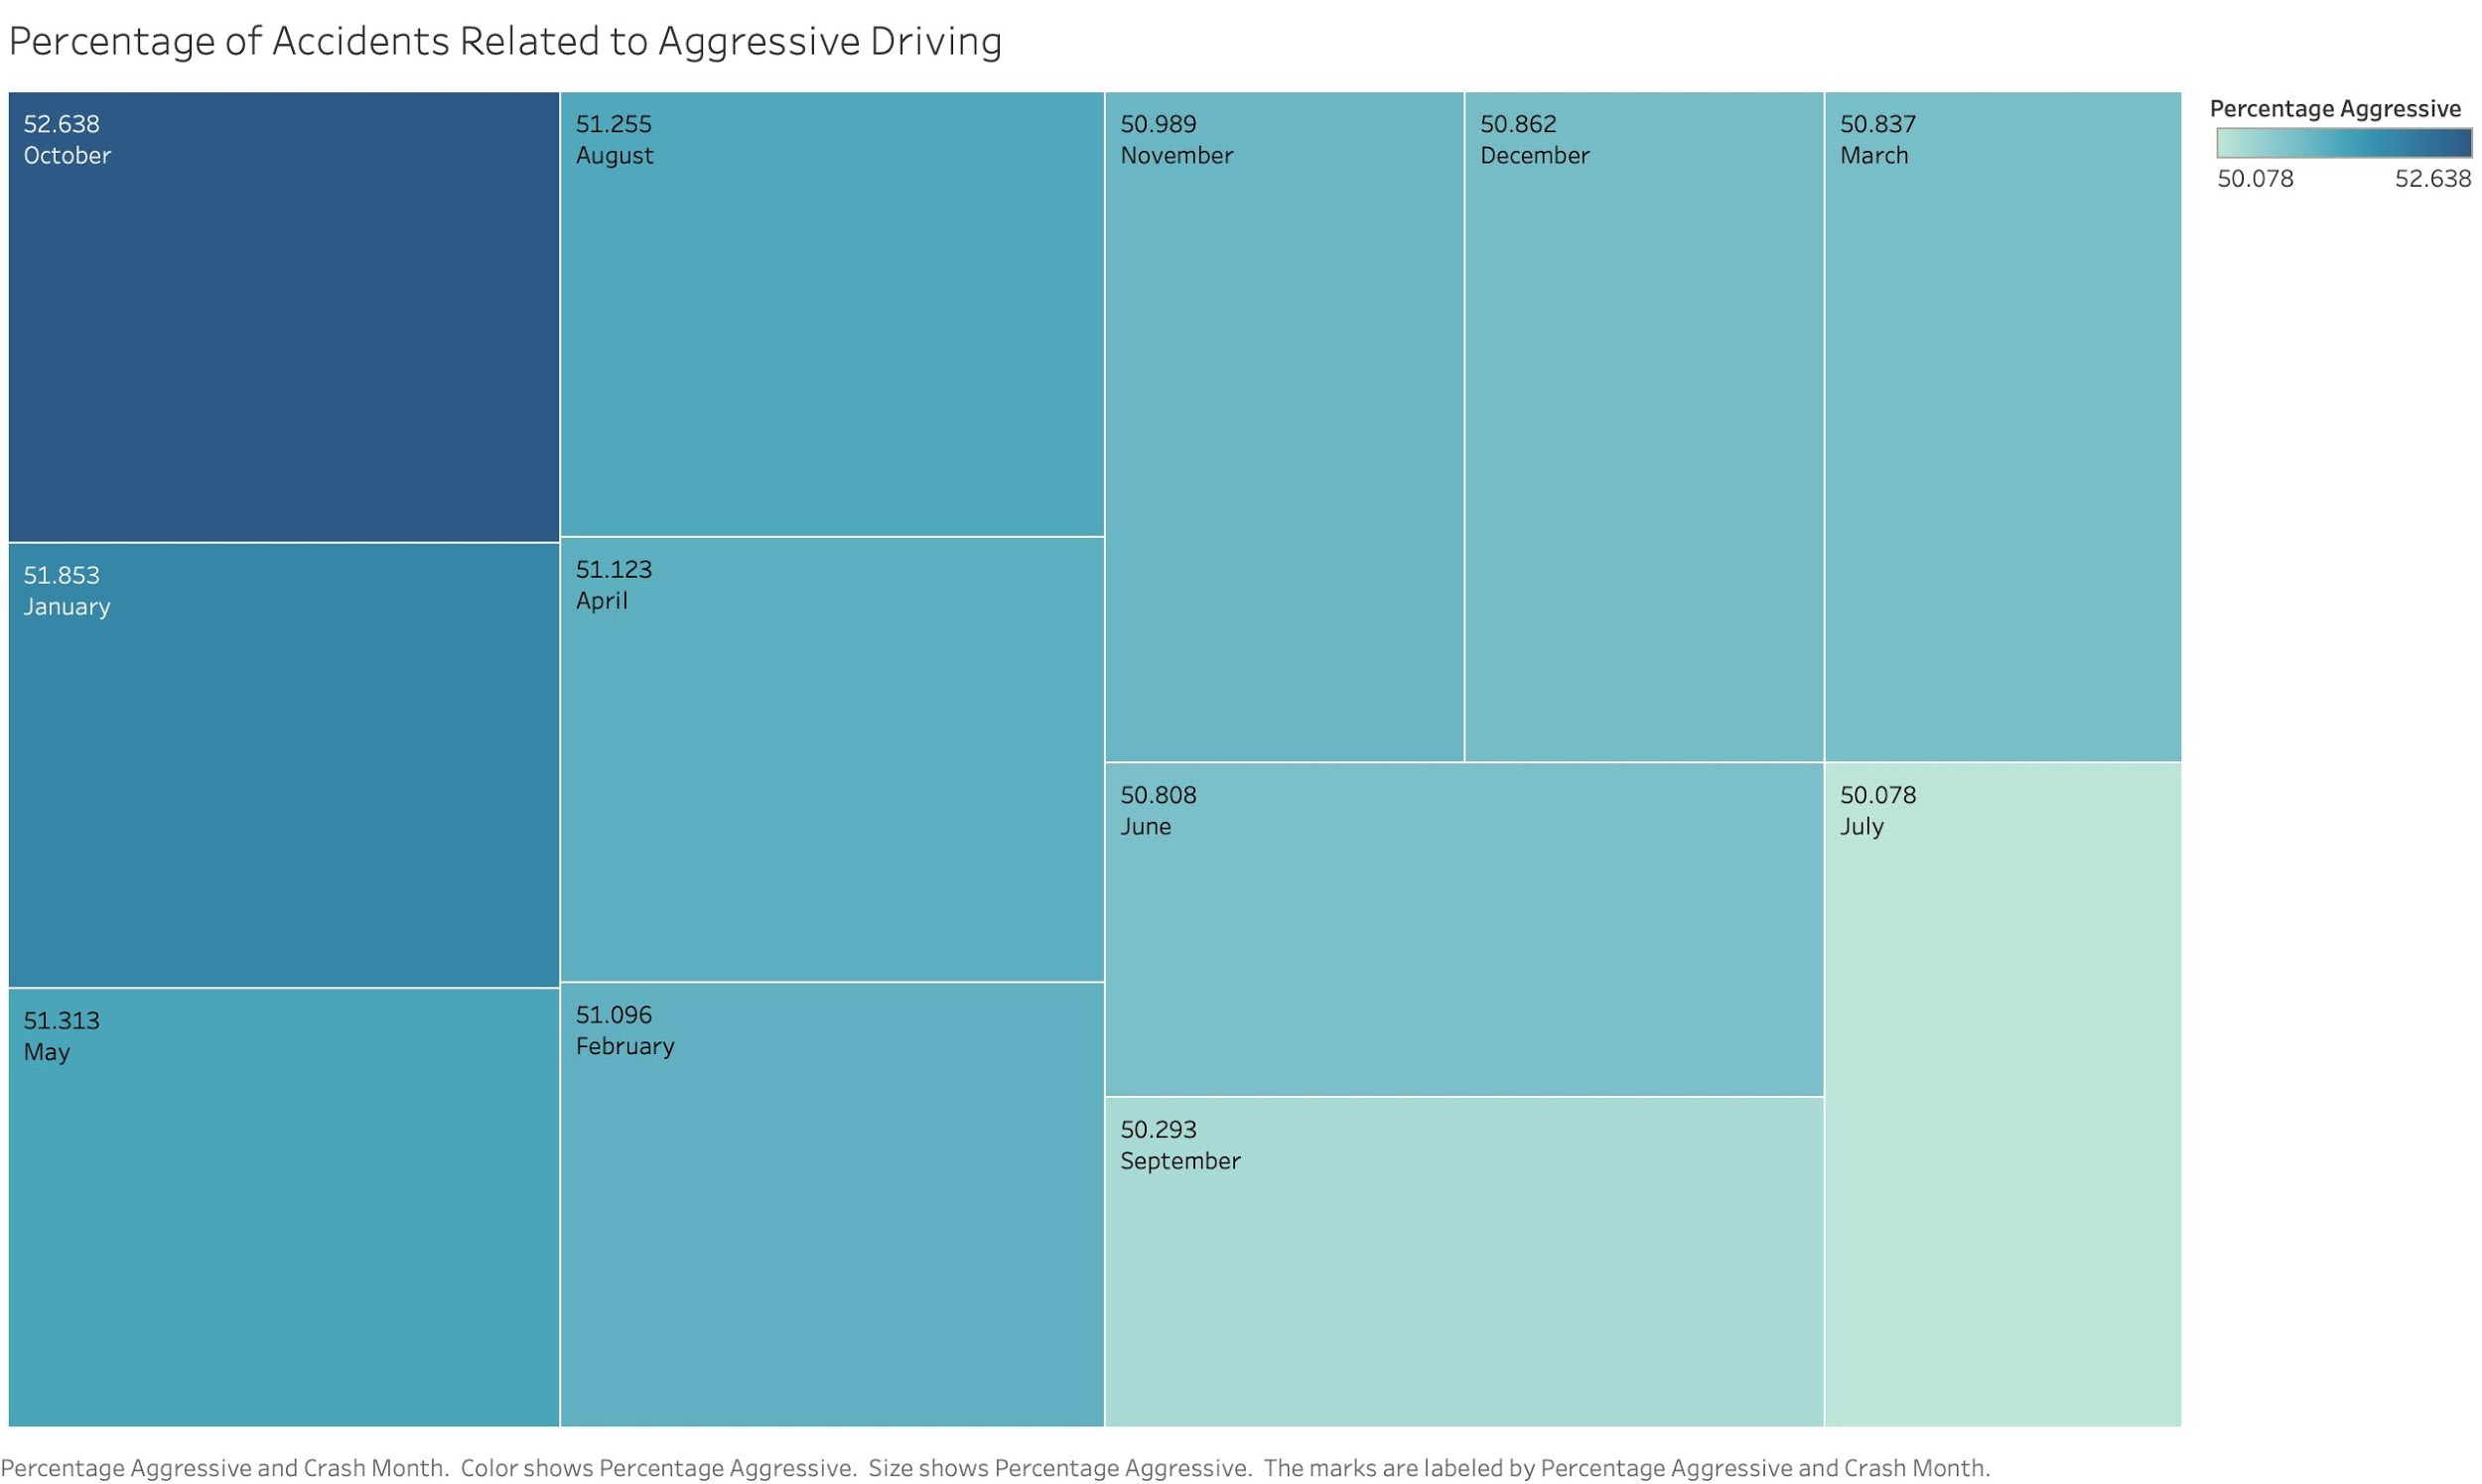 Percentage of Accidents Related to Aggressive Driving
52.638
October
51.853
January
51.313
May
51.255
August
51.123
April
51.096
February
50.989
November
50.862
December
50.837
March
50.808
June
50.293
September
50.078
July
Percentage Aggressive
50.078 52.638
Percentage Aggressive and Crash Month.  Color shows Percentage Aggressive.  Size shows Percentage Aggressive.  The marks are labeled by Percentage Aggressive and Crash Month.